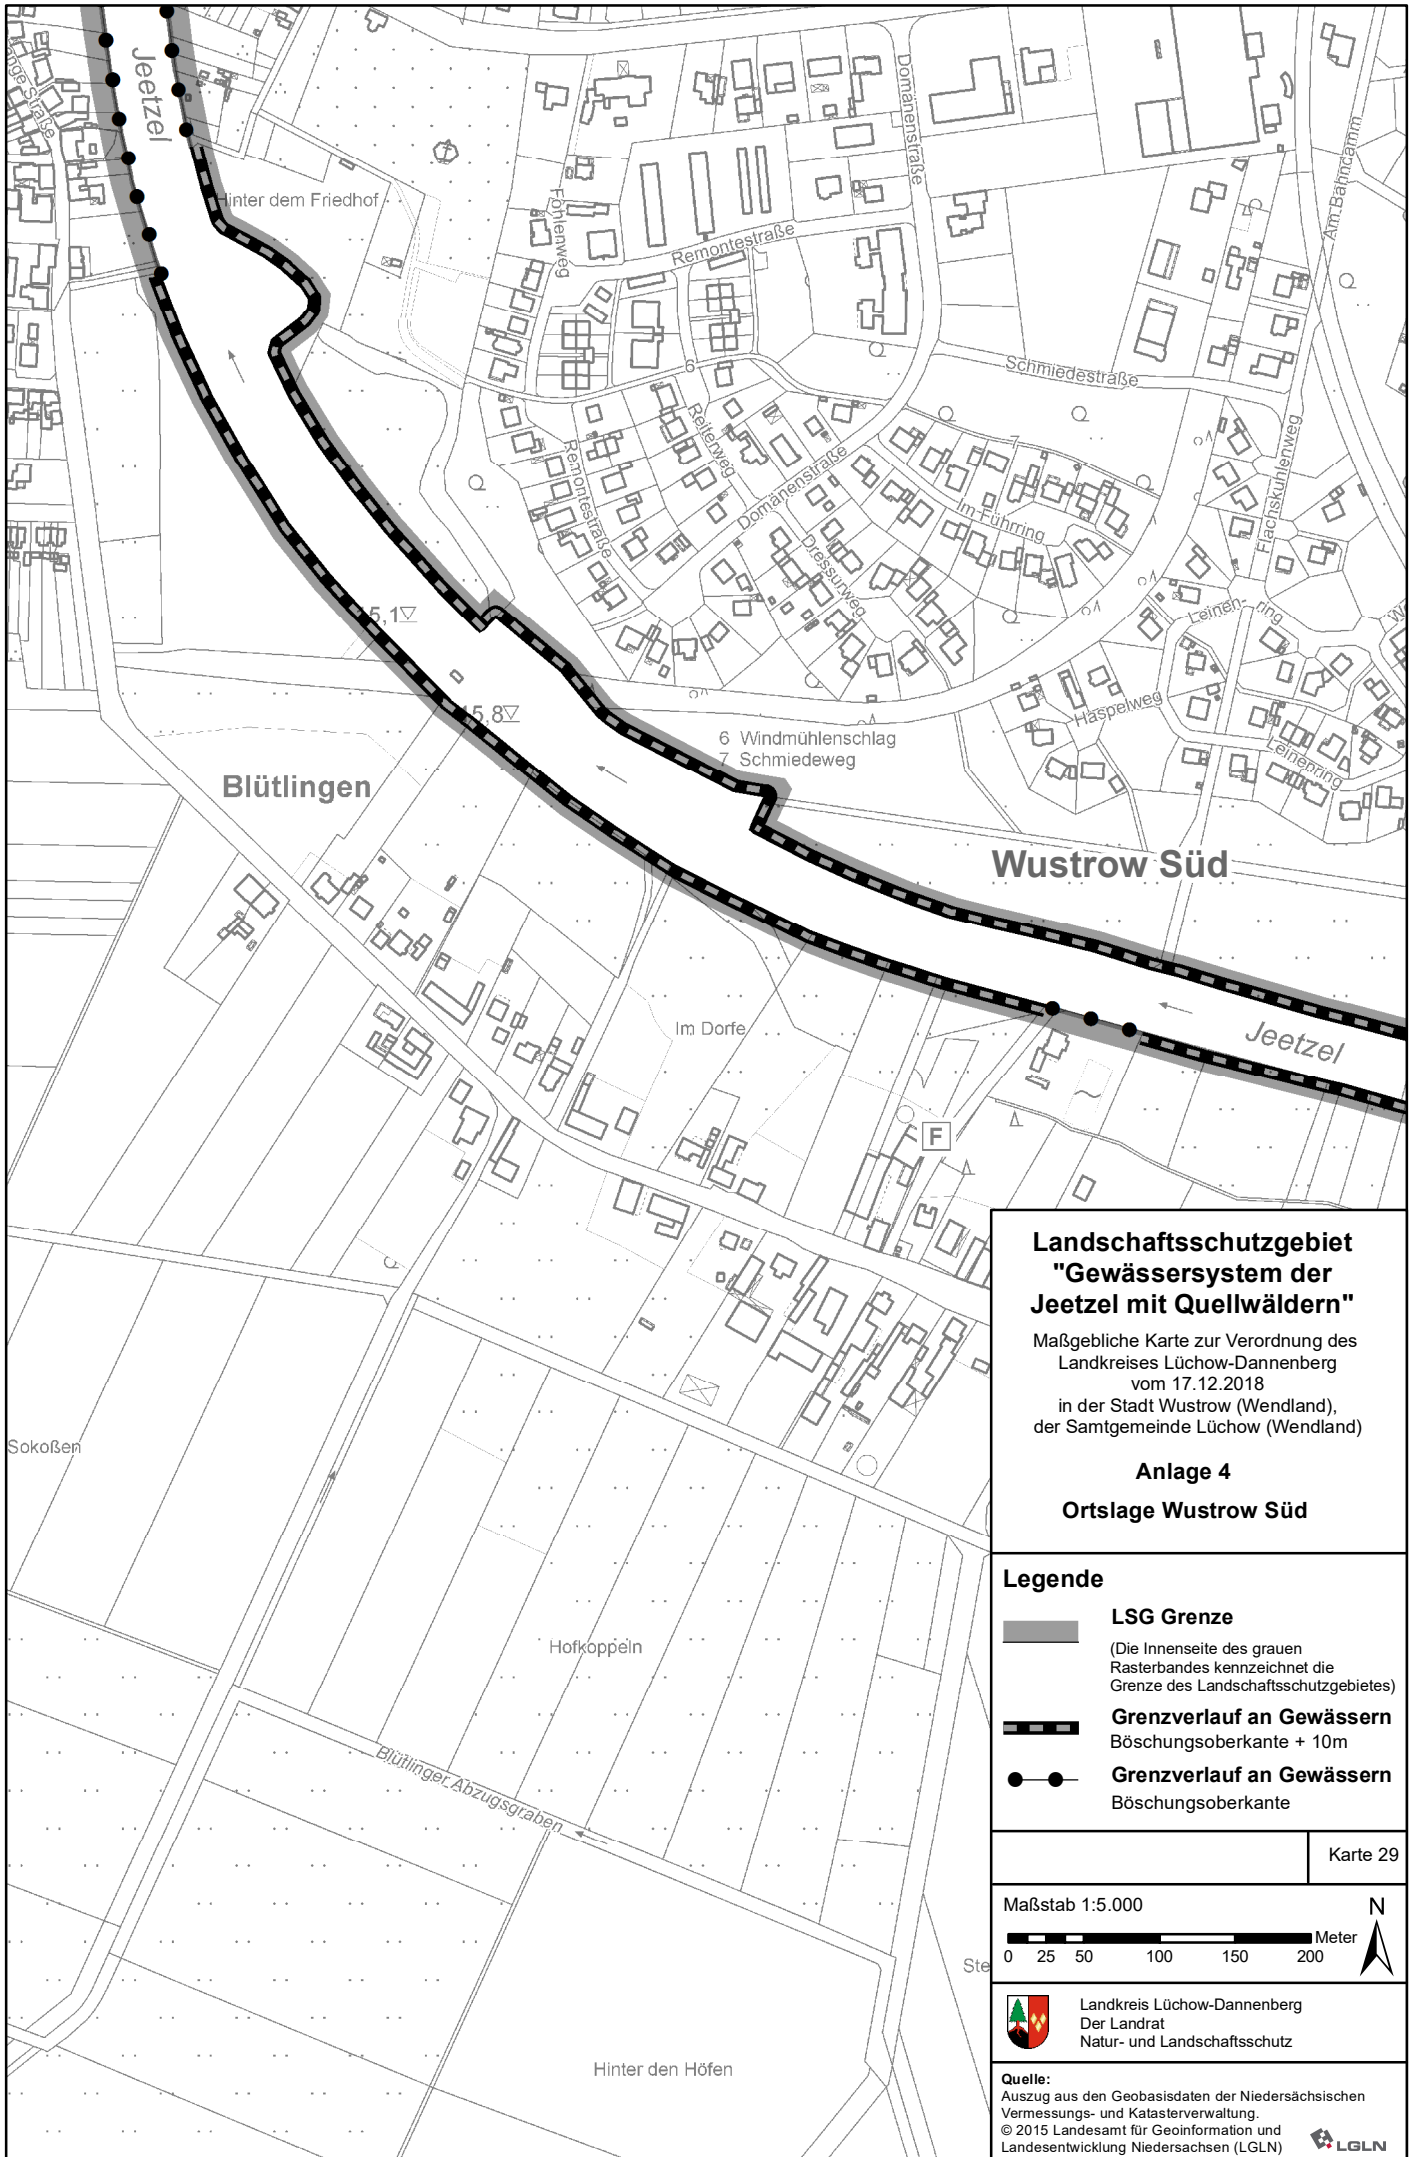 Jeetzel
Domänenstraße
Am Bahndamm
Hinter dem Friedhof
Fohlenweg
Remontestraße
Schmiedestraße
6
Reiterweg
7
Remontestraße
Domänenstraße
Im Führring
Flachskuhlenweg
Dressurweg
Leinen-
ring
5,1
Haspelweg
5,8
6 Windmühlenschlag
7 Schmiedeweg
Leinenring
Blütlingen
Wustrow Süd
Im Dorfe
Jeetzel
F
Sokoßen
Hofkoppeln
Blütlinger Abzugsgraben
Ste
Hinter den Höfen
Landschaftsschutzgebiet
"Gewässersystem der
Jeetzel mit Quellwäldern"
Maßgebliche Karte zur Verordnung des
Landkreises Lüchow-Dannenberg
vom 17.12.2018
in der Stadt Wustrow (Wendland),
der Samtgemeinde Lüchow (Wendland)
Anlage 4
Ortslage Wustrow Süd
Legende
LSG Grenze
(Die Innenseite des grauen
Rasterbandes kennzeichnet die
Grenze des Landschaftsschutzgebietes)
Grenzverlauf an Gewässern
Böschungsoberkante + 10m
Grenzverlauf an Gewässern
Böschungsoberkante
Karte 29
Maßstab 1:5.000
N
Meter
0 25 50 100 150 200
Landkreis Lüchow-Dannenberg
Der Landrat
Natur- und Landschaftsschutz
Quelle:
Auszug aus den Geobasisdaten der Niedersächsischen
Vermessungs- und Katasterverwaltung.
© 2015 Landesamt für Geoinformation und
Landesentwicklung Niedersachsen (LGLN)
LGLN